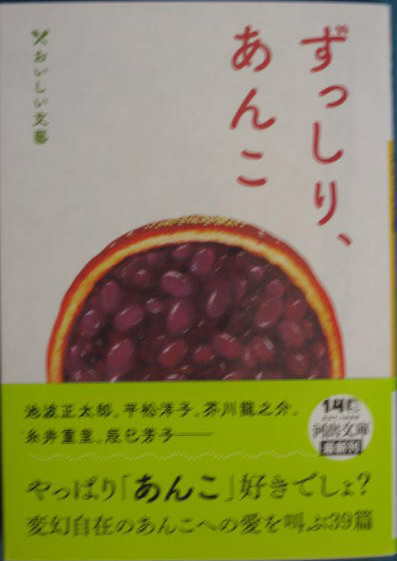 ずっしり、
あんこ
おいしい文藝
池波正太郎、平松洋子、芥川龍之介、
糸井重里、辰巳芳子――
河出文庫
最新刊
やっぱり「あんこ」好きでしょ?
変幻自在のあんこへの愛を叫ぶ39篇